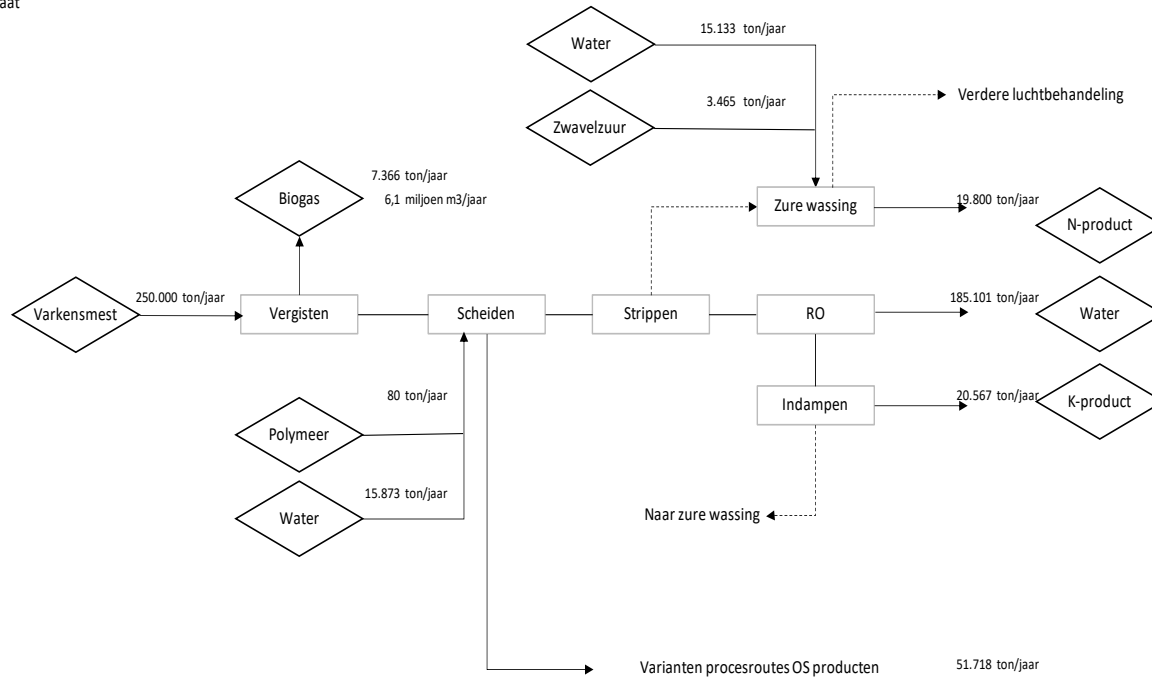 aat
Water
15.133 ton/jaar
Verdere luchtbehandeling
Zwavelzuur
3.465 ton/jaar
Biogas
7.366 ton/jaar
6,1 miljoen m3/jaar
Zure wassing
19.800 ton/jaar
N-product
Varkensmest
250.000 ton/jaar
Vergisten
Scheiden
Strippen
RO
185.101 ton/jaar
Water
80 ton/jaar
Indampen
20.567 ton/jaar
K-product
Polymeer
15.873 ton/jaar
Water
Naar zure wassing
Varianten procesroutes OS producten
51.718 ton/jaar